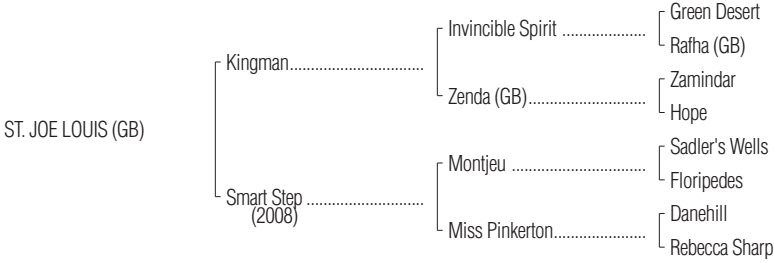 Green Desert
Invincible Spirit ....................
Rafha (GB)
Kingman................................
Zamindar
Zenda (GB)............................
Hope
ST. JOE LOUIS (GB)
Sadler's Wells
Montjeu ................................
Floripedes
Smart Step ............................
(2008)
Danehill
Miss Pinkerton......................
Rebecca Sharp